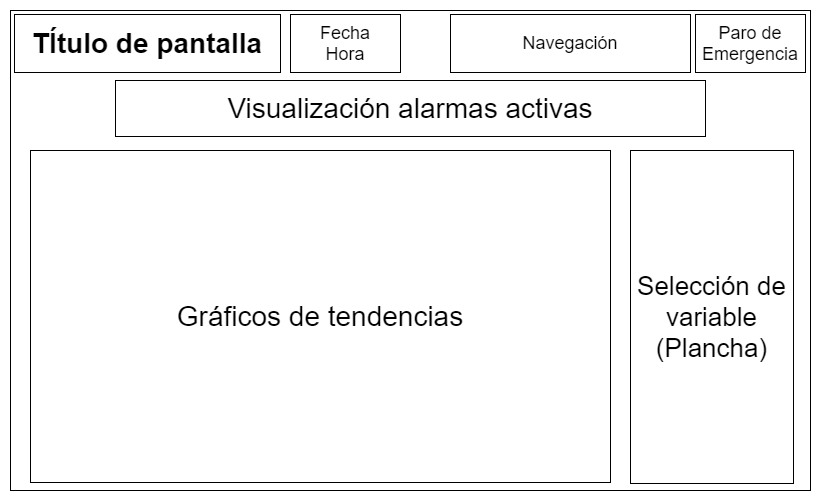 TÍtulo de pantalla
Fecha
Hora
Navegación
Paro de
Emergencia
Visualización alarmas activas
Gráficos de tendencias
Selección de
variable
(Plancha)